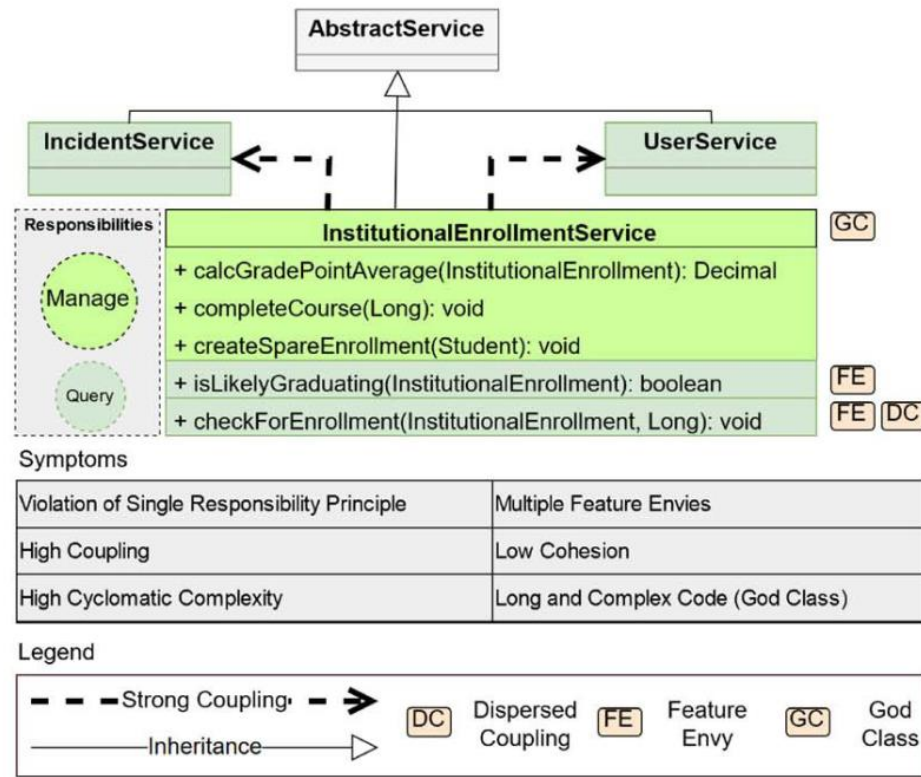 AbstractService
IncidentService
UserService
Responsibilities
InstitutionalEnrollmentService
GC
Manage
+ calcGradePointAverage(InstitutionalEnrollment): Decimal
+ completeCourse(Long): void
+ createSpareEnrollment(Student): void
Query
+ isLikelyGraduating(InstitutionalEnrollment): boolean
FE
+ checkForEnrollment(InstitutionalEnrollment, Long): void
FE DC
Symptoms
Violation of Single Responsibility Principle
Multiple Feature Envies
High Coupling
Low Cohesion
High Cyclomatic Complexity
Long and Complex Code (God Class)
Legend
Strong Coupling
Inheritance
DC
Dispersed
Coupling
FE
Feature
Envy
GC
God
Class